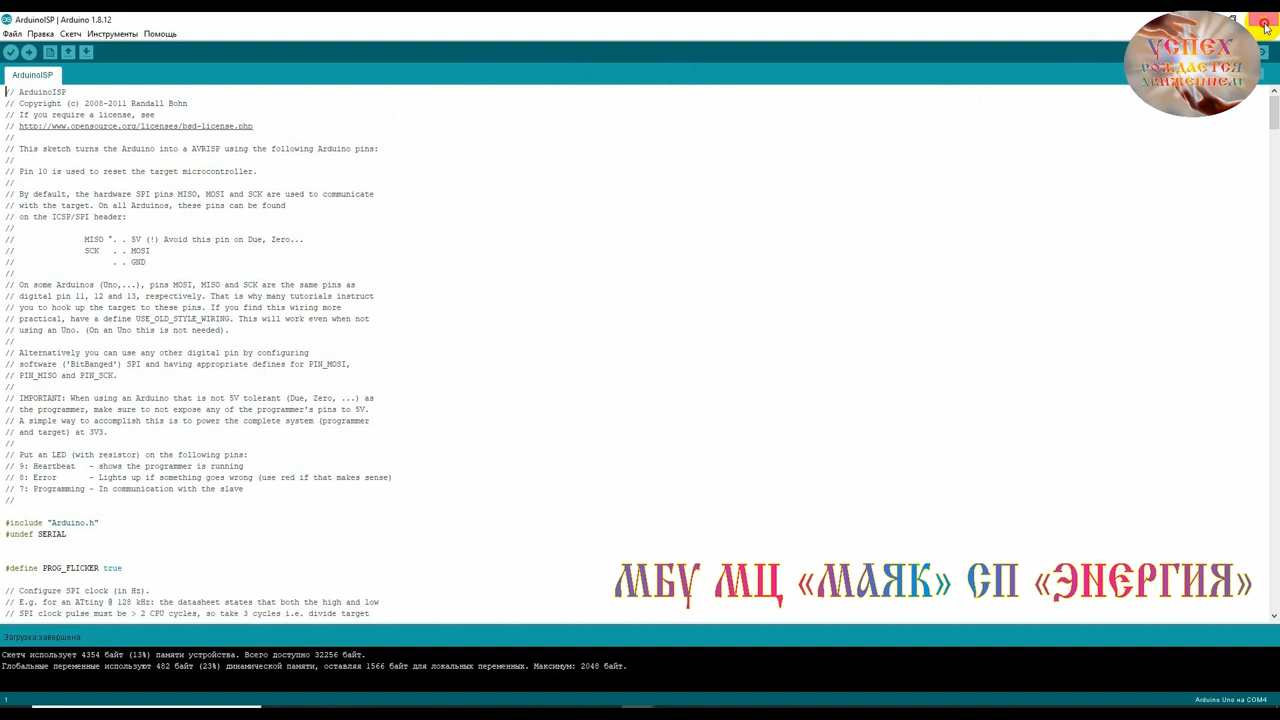 ArduinoISP | Arduino 1.8.12
Файл Правка Скетч Инструменты Помощь
УСПЕХ
РОЖДАЕТСЯ
ДВИЖЕНИЕМ
ArduinoISP
// ArduinoISP
// Copyright (c) 2008-2011 Randall Bohn
// If you require a license, see
// http://www.opensource.org/licenses/bsd-license.php
//
// This sketch turns the Arduino into a AVRISP using the following Arduino pins:
//
// Pin 10 is used to reset the target microcontroller.
//
// By default, the hardware SPI pins MISO, MOSI and SCK are used to communicate
// with the target. On all Arduinos, these pins can be found
// on the ICSP/SPI header:
//
// MISO °. . 5V (!) Avoid this pin on Due, Zero...
// SCK . . MOSI
// . . GND
//
// On some Arduinos (Uno,...), pins MOSI, MISO and SCK are the same pins as
// digital pin 11, 12 and 13, respectively. That is why many tutorials instruct
// you to hook up the target to these pins. If you find this wiring more
// practical, have a define USE_OLD_STYLE_WIRING. This will work even when not
// using an Uno. (On an Uno this is not needed).
//
// Alternatively you can use any other digital pin by configuring
// software ('BitBanged') SPI and having appropriate defines for PIN_MOSI,
// PIN_MISO and PIN_SCK.
//
// IMPORTANT: When using an Arduino that is not 5V tolerant (Due, Zero, ...) as
// the programmer, make sure to not expose any of the programmer's pins to 5V.
// A simple way to accomplish this is to power the complete system (programmer
// and target) at 3V3.
//
// Put an LED (with resistor) on the following pins:
// 9: Heartbeat - shows the programmer is running
// 8: Error - Lights up if something goes wrong (use red if that makes sense)
// 7: Programming - In communication with the slave
//
#include "Arduino.h"
#undef SERIAL
#define PROG_FLICKER true
// Configure SPI clock (in Hz).
// E.g. for an ATtiny @ 128 kHz: the datasheet states that both the high and low
// SPI clock pulse must be > 2 CPU cycles, so take 3 cycles i.e. divide target
МБУ МЦ «МАЯК» СП «ЭНЕРГИЯ»
Загрузка завершена
Скетч использует 4354 байт (13%) памяти устройства. Всего доступно 32256 байт.
Глобальные переменные используют 482 байт (23%) динамической памяти, оставляя 1566 байт для локальных переменных. Максимум: 2048 байт.
1
Arduino Uno на COM4